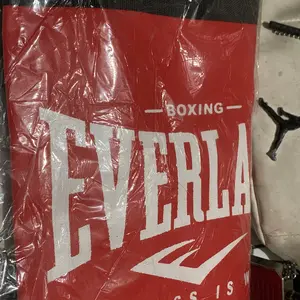 — BOXING —
EVERLA